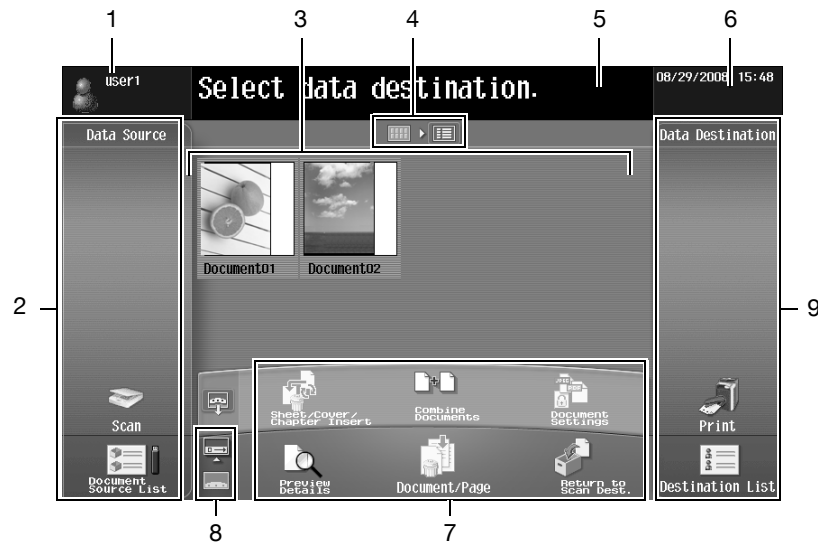 1
3
4
5
6
user1
Select data destination.
08/29/2008 15:48
Data Source
Data Destination
Document01
Document02
2
9
Scan
Sheet/Cover/
Chapter Insert
Combine
Documents
Document
Settings
Print
Document
Source List
Preview
Details
Document/Page
Return to
Scan Dest.
Destination List
8
7